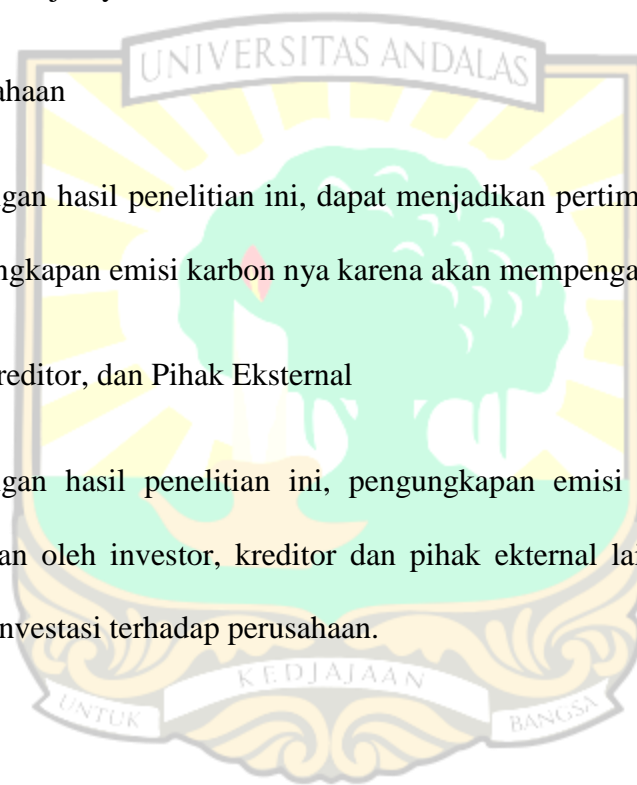 UNIVERSITAS ANDALAS
ahaan
gan hasil penelitian ini, dapat menjadikan pertim
ngkapan emisi karbon nya karena akan mempenga
reditor, dan Pihak Eksternal
gan hasil penelitian ini, pengungkapan emisi
an oleh investor, kreditor dan pihak ekternal lai
nvestasi terhadap perusahaan.
KEDJAJAAN
UNTUK BANGSA